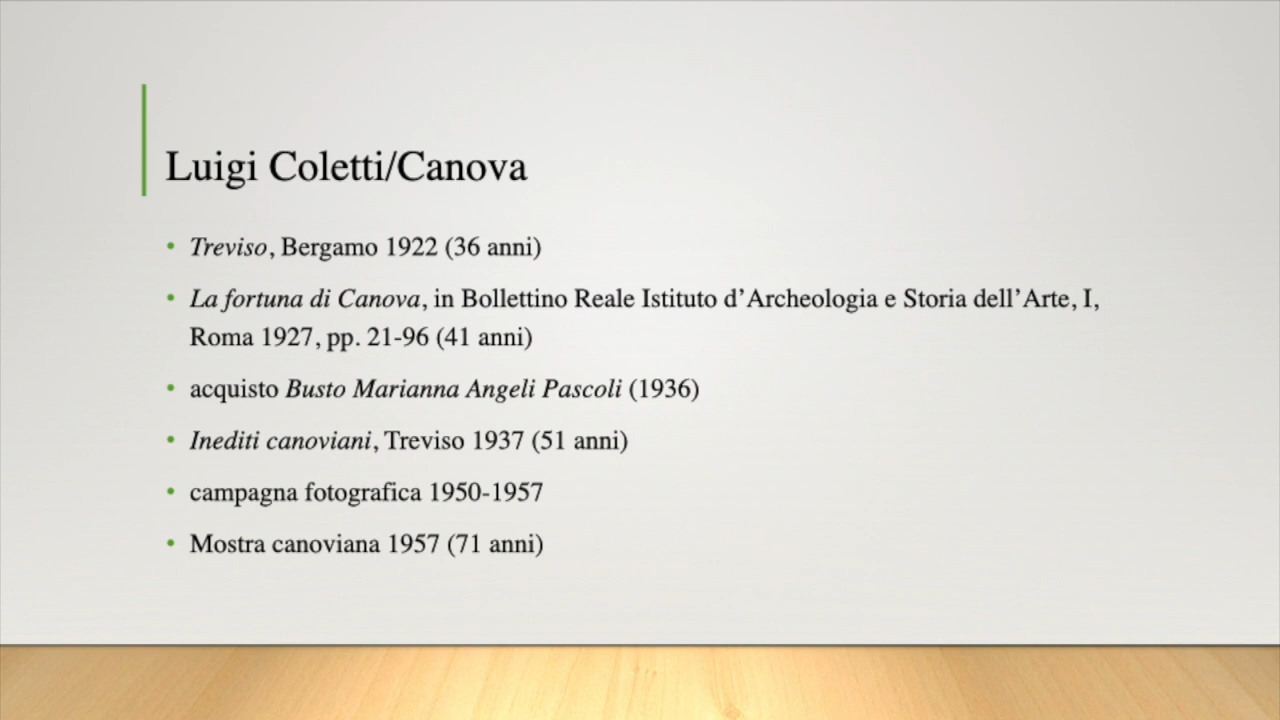 Luigi Coletti/Canova
• Treviso, Bergamo 1922 (36 anni)
• La fortuna di Canova, in Bollettino Reale Istituto d’Archeologia e Storia dell’Arte, I,
Roma 1927, pp. 21-96 (41 anni)
• acquisto Busto Marianna Angeli Pascoli (1936)
• Inediti canoviani, Treviso 1937 (51 anni)
• campagna fotografica 1950-1957
• Mostra canoviana 1957 (71 anni)